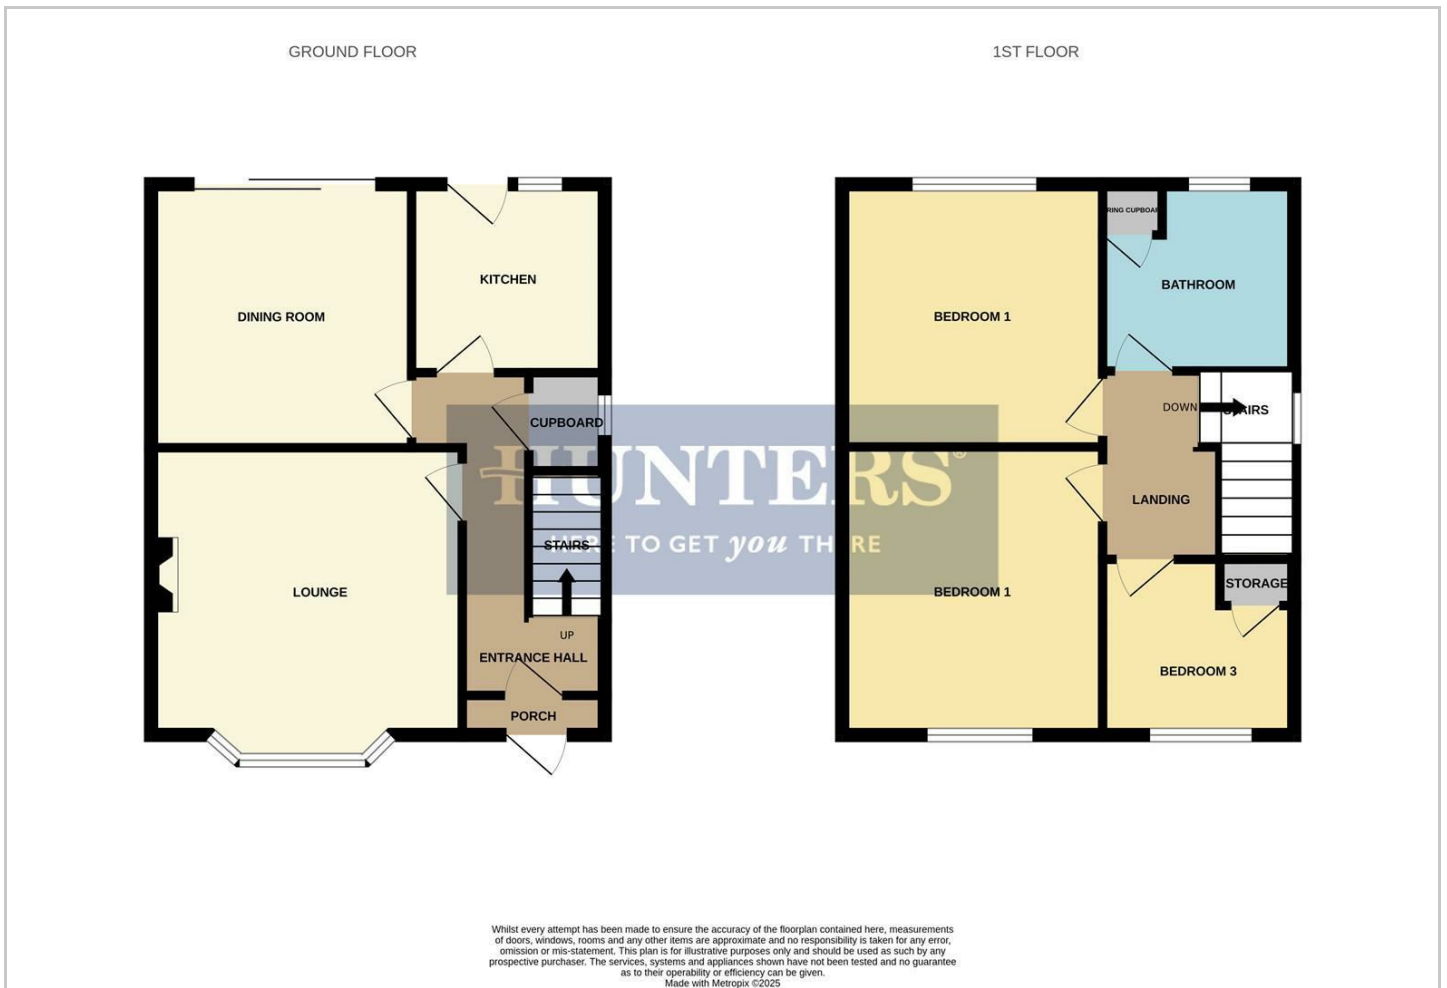 GROUND FLOOR
1ST FLOOR
KITCHEN
DINING ROOM
CUPBOARD
STAIRS
LOUNGE
UP
ENTRANCE HALL
PORCH
RING CUPBOAR
BATHROOM
BEDROOM 1
DOWN
STAIRS
LANDING
STORAGE
BEDROOM 1
BEDROOM 3
HUNTERS®
HERE TO GET you THERE
Whilst every attempt has been made to ensure the accuracy of the floorplan contained here, measurements
of doors, windows, rooms and any other items are approximate and no responsibility is taken for any error,
omission or mis-statement. This plan is for illustrative purposes only and should be used as such by any
prospective purchaser. The services, systems and appliances shown have not been tested and no guarantee
as to their operability or efficiency can be given.
Made with Metropix ©2025